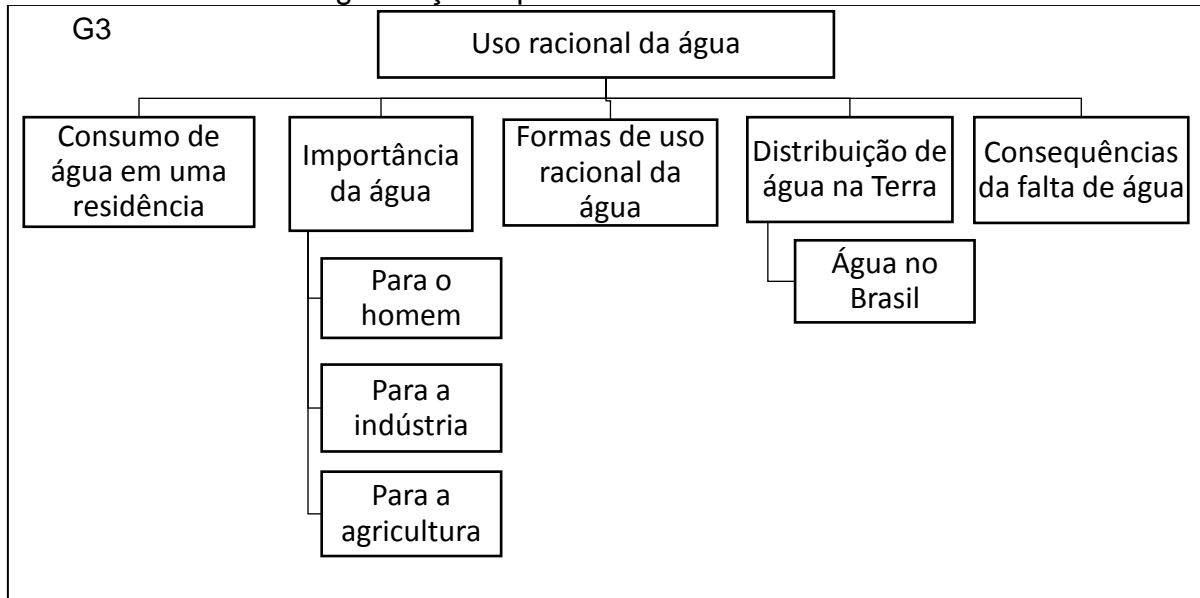 G3
Uso racional da água
Consumo de
água em uma
residência
Importância
da água
Para o
homem
Para a
indústria
Para a
agricultura
Formas de uso
racional da
água
Distribuição de
água na Terra
Água no
Brasil
Consequências
da falta de água